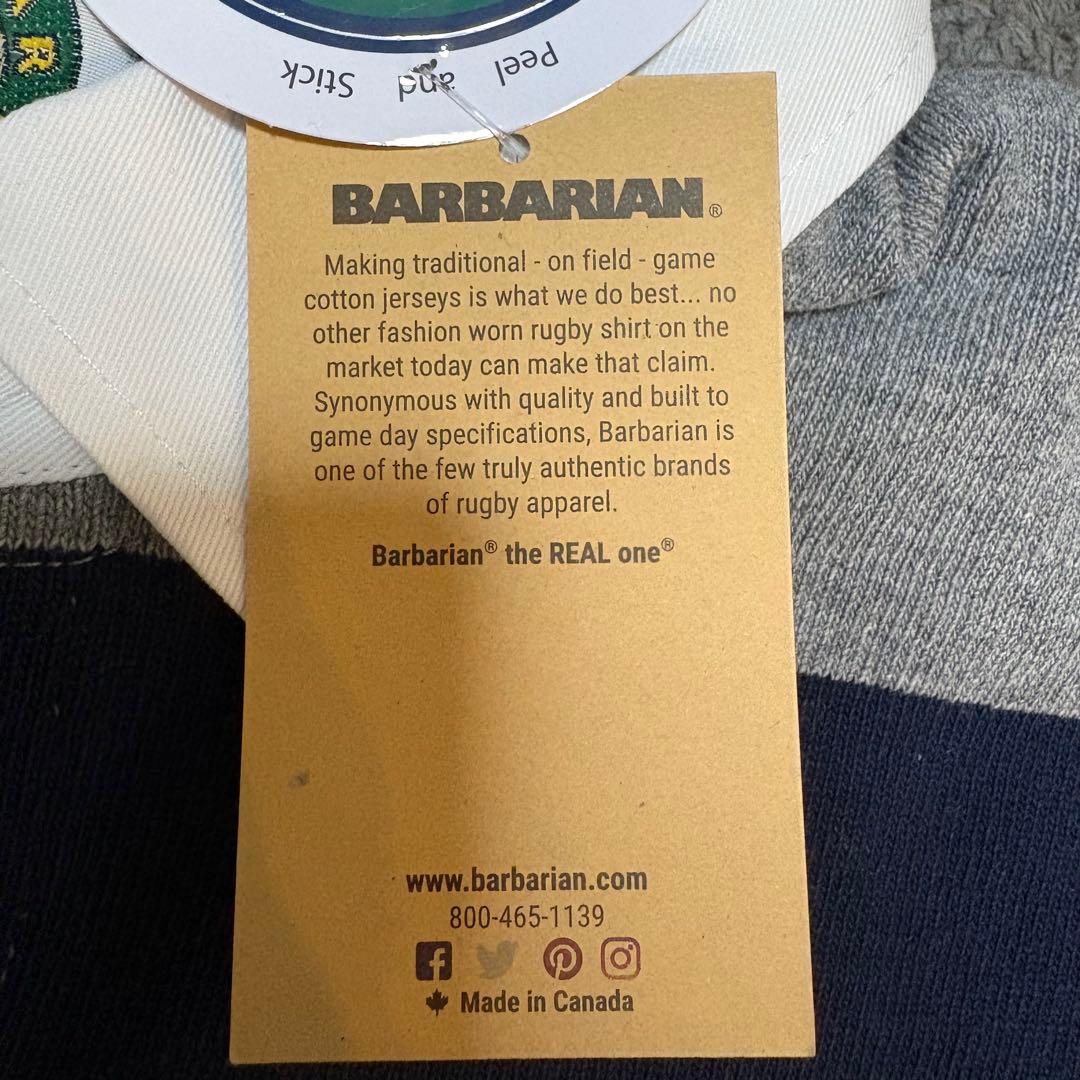 Peel and Stick
BARBARIAN®
Making traditional - on field - game
cotton jerseys is what we do best... no
other fashion worn rugby shirt on the
market today can make that claim.
Synonymous with quality and built to
game day specifications, Barbarian is
one of the few truly authentic brands
of rugby apparel.
Barbarian® the REAL one®
www.barbarian.com
800-465-1139
Made in Canada